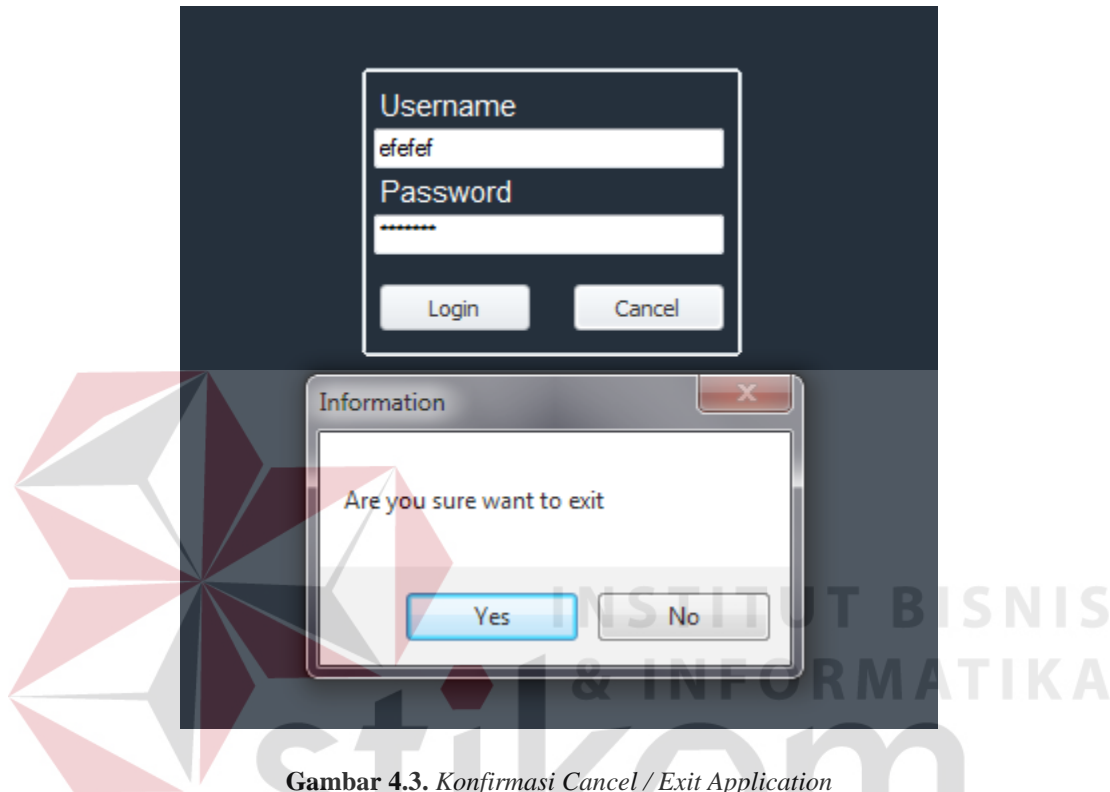 Username
efefef
Password
*******
Login Cancel
Information
X
Are you sure want to exit
Yes No
INSTITUT BISNIS
& INFORMATIKA
stikom
Gambar 4.3. Konfirmasi Cancel / Exit Application